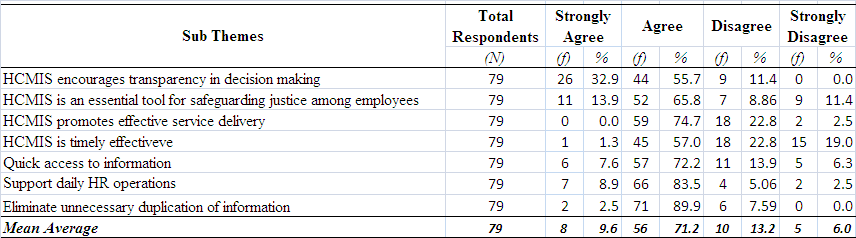 Sub Themes Total Respondents Strongly Agree Agree Disagree Strongly Disagree
(N) (f) % (f) % (f) % (f) %
HCMIS encourages transparency in decision making 79 26 32.9 44 55.7 9 11.4 0 0.0
HCMIS is an essential tool for safeguarding justice among employees 79 11 13.9 52 65.8 7 8.86 9 11.4
HCMIS promotes effective service delivery 79 0 0.0 59 74.7 18 22.8 2 2.5
HCMIS is timely effectiveve 79 1 1.3 45 57.0 18 22.8 15 19.0
Quick access to information 79 6 7.6 57 72.2 11 13.9 5 6.3
Support daily HR operations 79 7 8.9 66 83.5 4 5.06 2 2.5
Eliminate unnecessary duplication of information 79 2 2.5 71 89.9 6 7.59 0 0.0
Mean Average 79 8 9.6 56 71.2 10 13.2 5 6.0